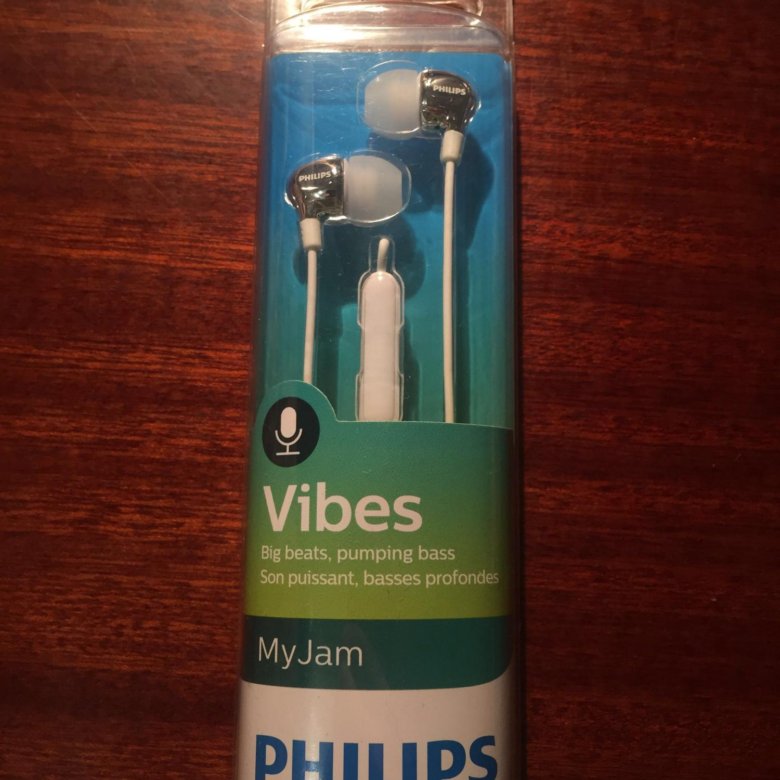 PHILIPS
PHILIPS
Vibes
Big beats, pumping bass
Son puissant, basses profondes
MyJam
PHILIPS